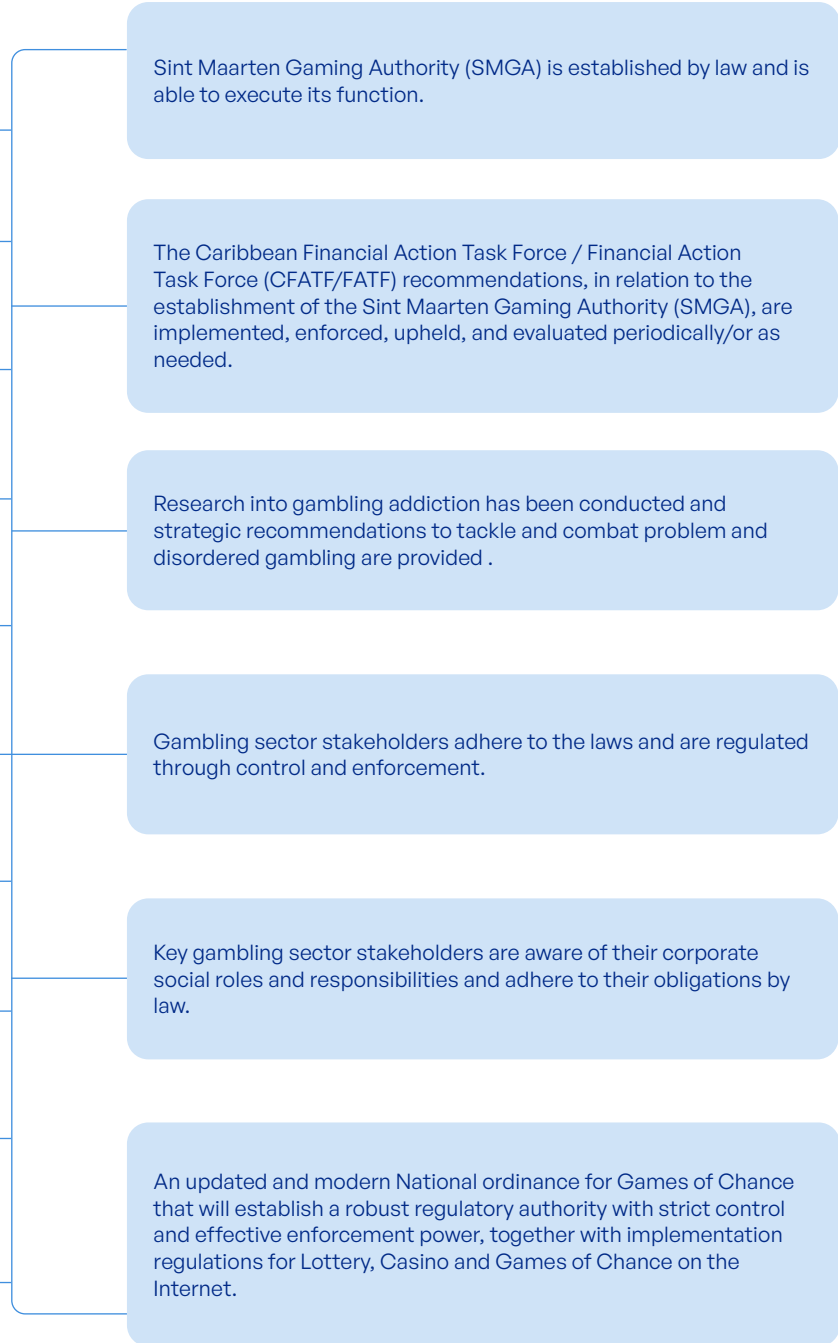 Sint Maarten Gaming Authority (SMGA) is established by law and is
able to execute its function.
The Caribbean Financial Action Task Force / Financial Action
Task Force (CFATF/FATF) recommendations, in relation to the
establishment of the Sint Maarten Gaming Authority (SMGA), are
implemented, enforced, upheld, and evaluated periodically/or as
needed.
Research into gambling addiction has been conducted and
strategic recommendations to tackle and combat problem and
disordered gambling are provided .
Gambling sector stakeholders adhere to the laws and are regulated
through control and enforcement.
Key gambling sector stakeholders are aware of their corporate
social roles and responsibilities and adhere to their obligations by
law.
An updated and modern National ordinance for Games of Chance
that will establish a robust regulatory authority with strict control
and effective enforcement power, together with implementation
regulations for Lottery, Casino and Games of Chance on the
Internet.